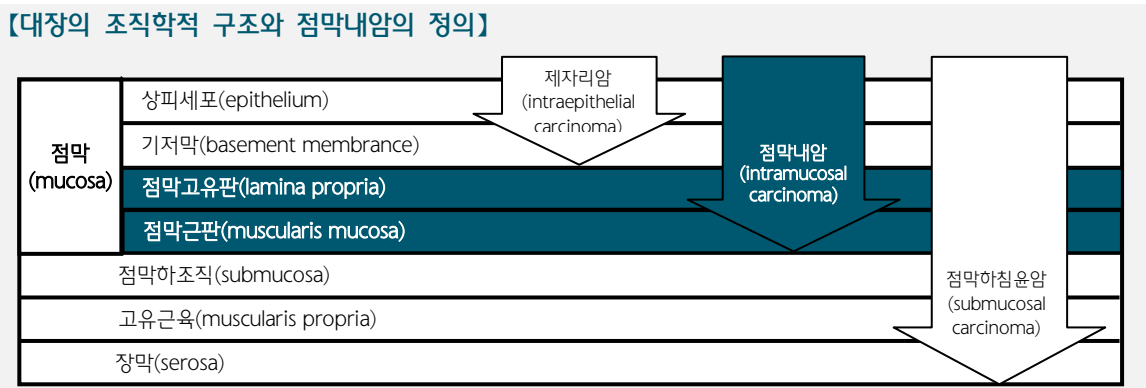 【대장의 조직학적 구조와 점막내암의 정의】
제자리암
(intraepithelial
carcinoma)
점막내암
(intramucosal
carcinoma)
점막하침윤암
(submucosal
carcinoma)
점막
(mucosa)
상피세포(epithelium)
기저막(basement membrance)
점막고유판(lamina propria)
점막근판(muscularis mucosa)
점막하조직(submucosa)
고유근육(muscularis propria)
장막(serosa)